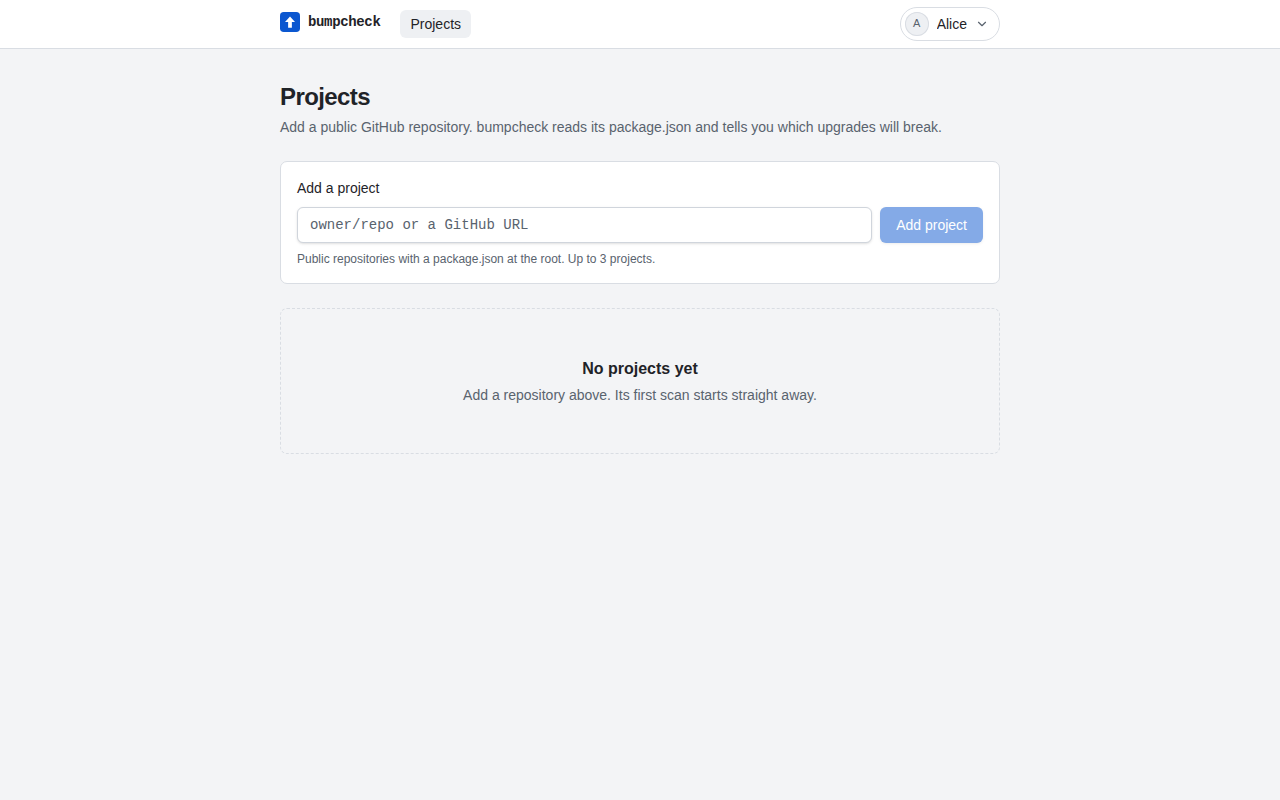 bumpcheck
Projects
A
Alice
Projects
Add a public GitHub repository. bumpcheck reads its package.json and tells you which upgrades will break.
Add a project
owner/repo or a GitHub URL
Add project
Public repositories with a package.json at the root. Up to 3 projects.
No projects yet
Add a repository above. Its first scan starts straight away.